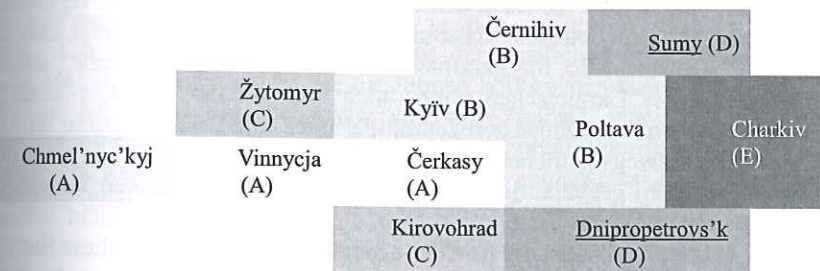 Černihiv
(B)
Sumy (D)
Žytomyr
(C)
Kyïv (B)
Poltava
(B)
Charkiv
(E)
Chmel’nyc’kyj
(A)
Vinnycja
(A)
Čerkasy
(A)
Kirovohrad
(C)
Dnipropetrovs’k
(D)